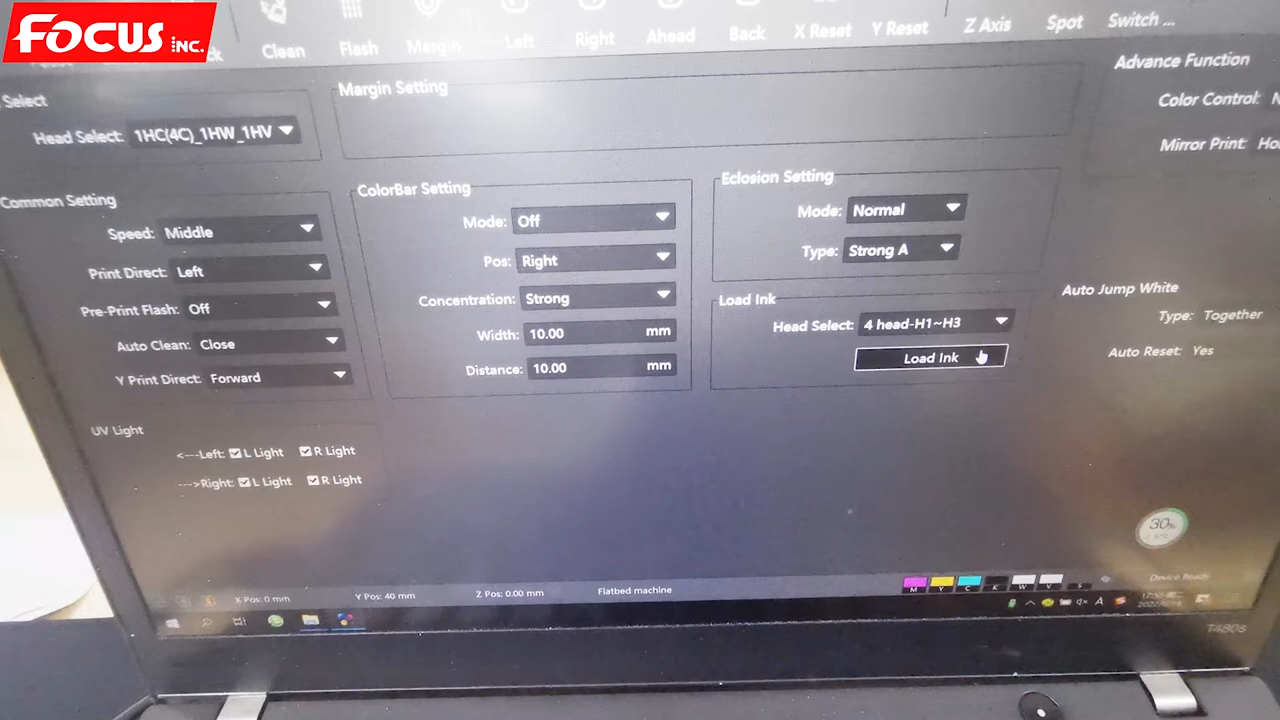 FOCUS INC.
Clean Flash Margin Left Right Ahead Back X Reset Y Reset Z Axis Spot Switch ...
Select
Head Select: 1HC(4C)_1HW_1HV
Margin Setting
Advance Function
Color Control:
Mirror Print:
Common Setting
Speed: Middle
Print Direct: Left
Pre-Print Flash: Off
Auto Clean: Close
Y Print Direct: Forward
ColorBar Setting
Mode: Off
Pos: Right
Concentration: Strong
Width: 10.00 mm
Distance: 10.00 mm
Eclosion Setting
Mode: Normal
Type: Strong A
Load Ink
Head Select: 4 head-H1~H3
Load Ink
Auto Jump White
Type: Together
Auto Reset: Yes
UV Light
<---Left: L Light R Light
--->Right: L Light R Light
30%
X Pos: 0 mm Y Pos: 40 mm Z Pos: 0.00 mm Flatbed machine
M Y C K W V S
Device Ready
A
T480s